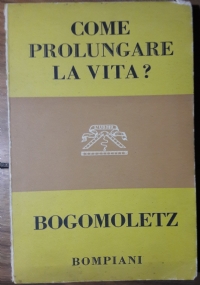 COME
PROLUNGARE
LA VITA?
BOGOMOLETZ
BOMPIANI